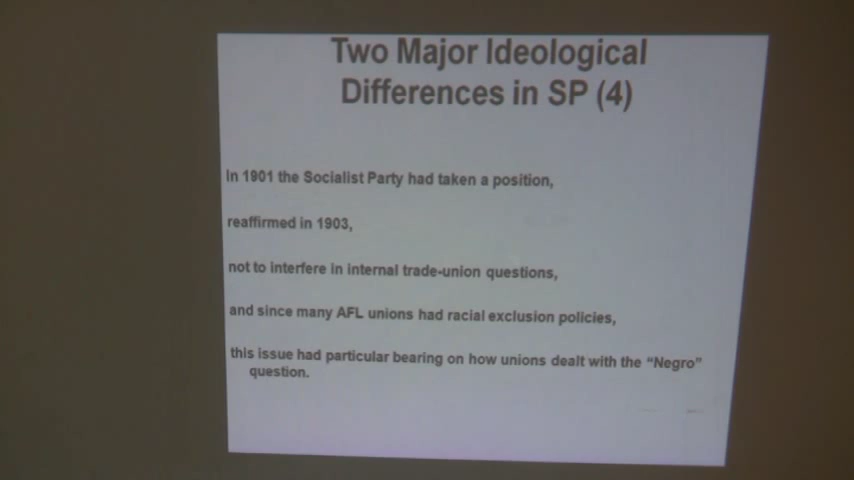 Two Major Ideological
Differences in SP (4)
In 1901 the Socialist Party had taken a position,
reaffirmed in 1903,
not to interfere in internal trade-union questions,
and since many AFL unions had racial exclusion policies,
this issue had particular bearing on how unions dealt with the “Negro”
question.